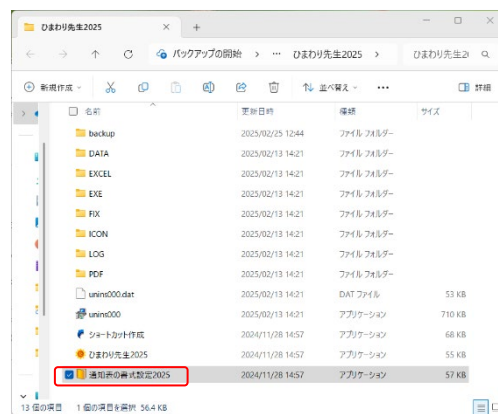 ひまわり先生2025
バックアップの開始 > … ひまわり先生2025 > ひまわり先生2
新規作成 並べ替え … 詳細
名前 更新日時 種類 サイズ
backup 2025/02/25 12:44 ファイル フォルダー
DATA 2025/02/13 14:21 ファイル フォルダー
EXCEL 2025/02/13 14:21 ファイル フォルダー
EXE 2025/02/13 14:21 ファイル フォルダー
FIX 2025/02/13 14:21 ファイル フォルダー
ICON 2025/02/13 14:21 ファイル フォルダー
LOG 2025/02/13 14:21 ファイル フォルダー
PDF 2025/02/13 14:21 ファイル フォルダー
unins000.dat 2025/02/13 14:21 DAT ファイル 53 KB
unins000 2025/02/13 14:21 アプリケーション 710 KB
ショートカット作成 2024/11/28 14:57 アプリケーション 68 KB
ひまわり先生2025 2024/11/28 14:57 アプリケーション 55 KB
通知表の書式設定2025 2024/11/28 14:57 アプリケーション 57 KB
13 個の項目 1 個の項目を選択 56.4 KB